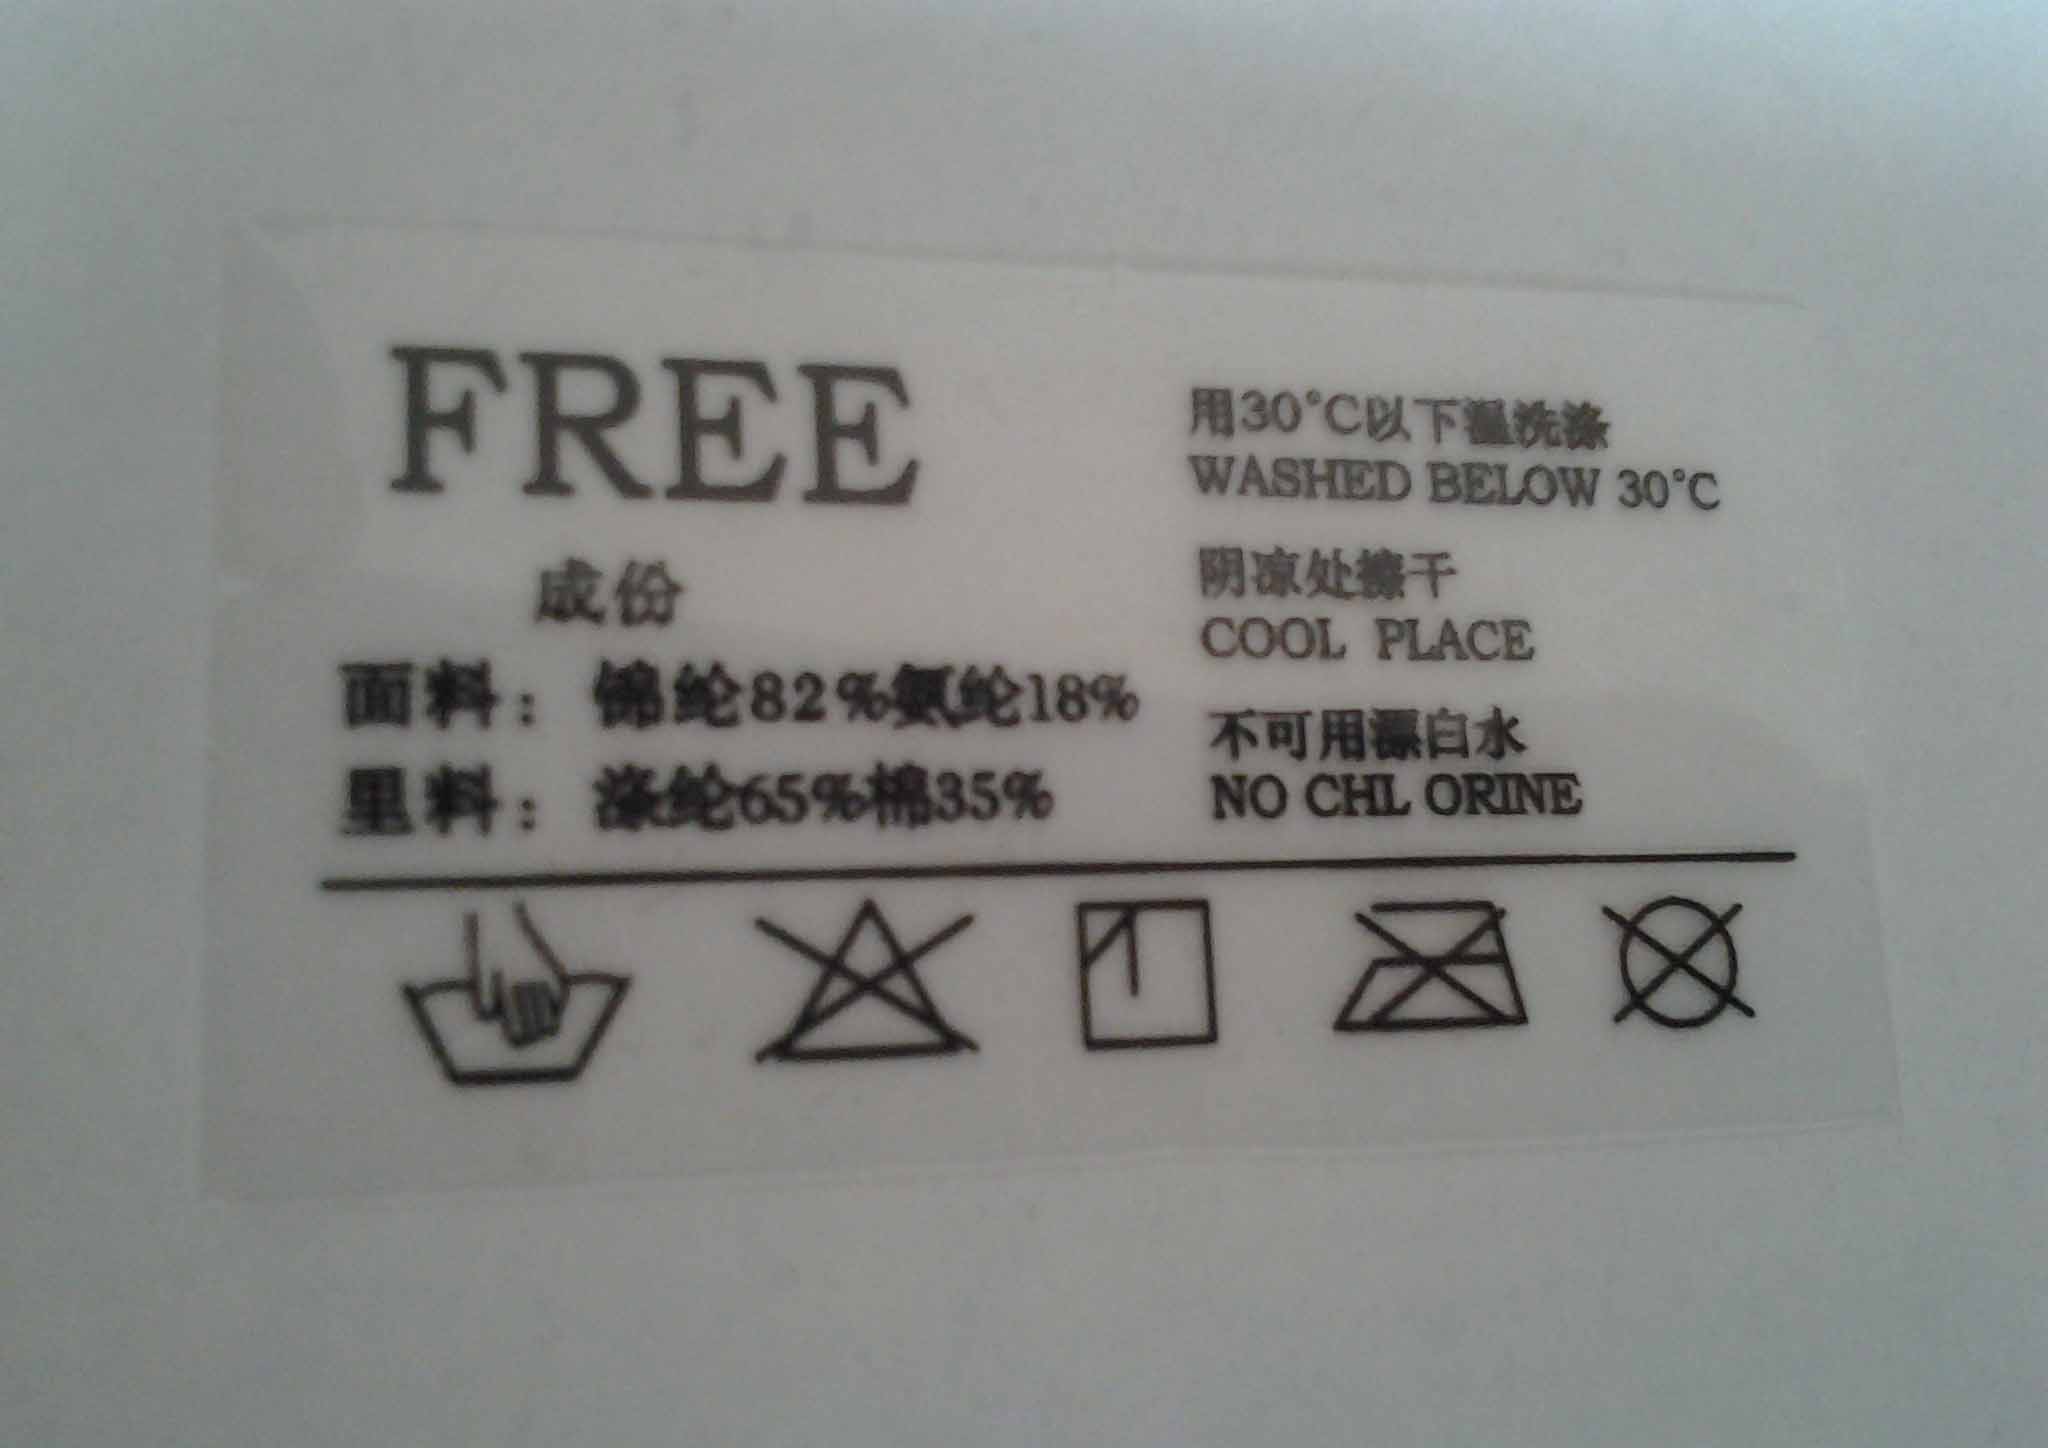 FREE
成份
面料：锦纶82%氨纶18%
里料：涤纶65%棉35%
用30°C以下温洗涤
WASHED BELOW 30°C
阴凉处擦干
COOL PLACE
不可用漂白水
NO CHL ORINE